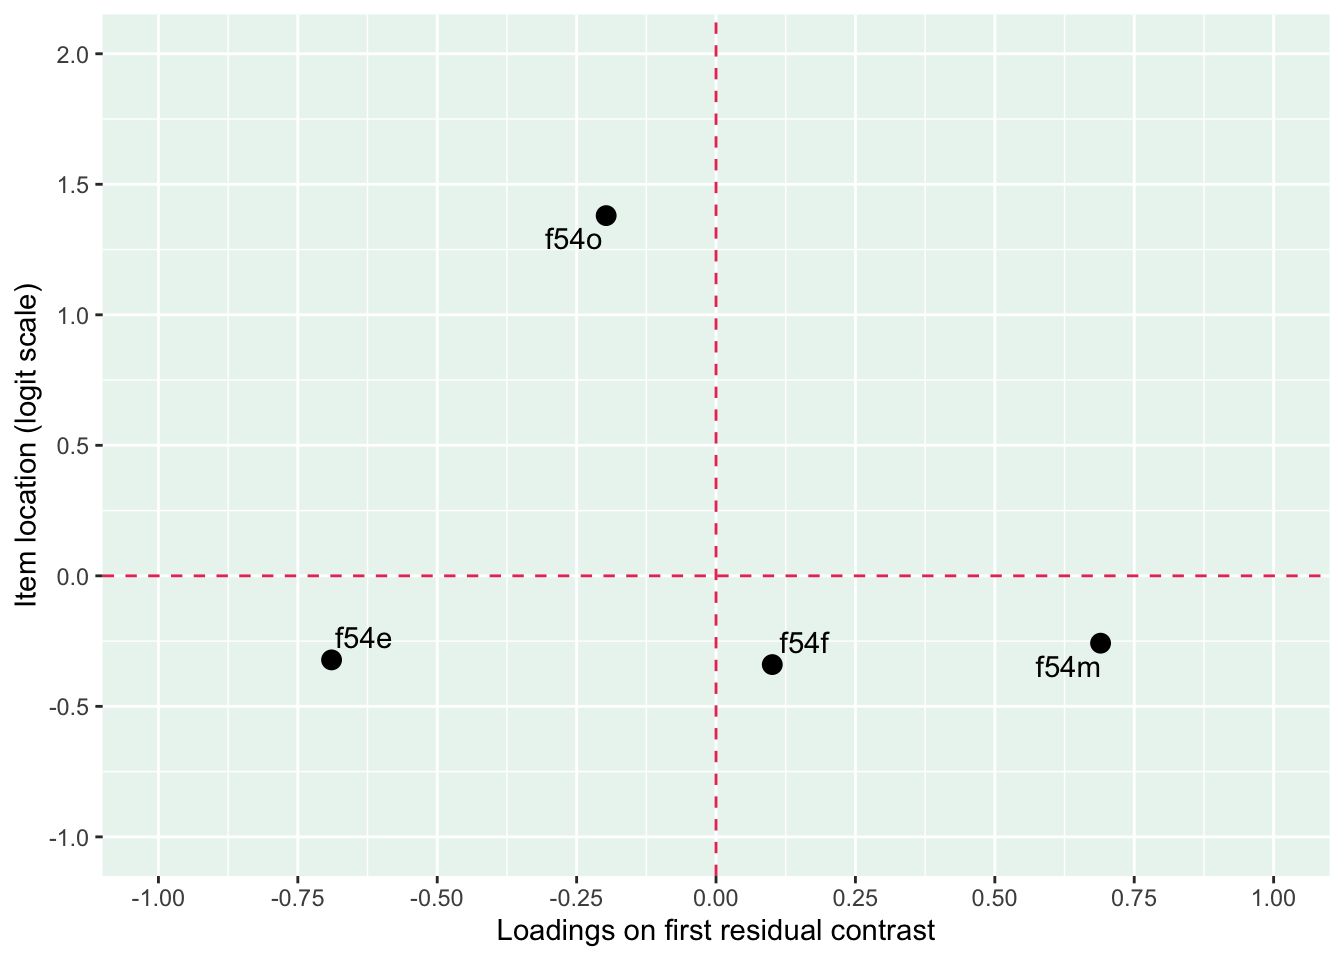 2.0
1.5
1.0
0.5
0.0
-0.5
-1.0
Item location (logit scale)
f54o
f54e
f54f
f54m
-1.00 -0.75 -0.50 -0.25 0.00 0.25 0.50 0.75 1.00
Loadings on first residual contrast